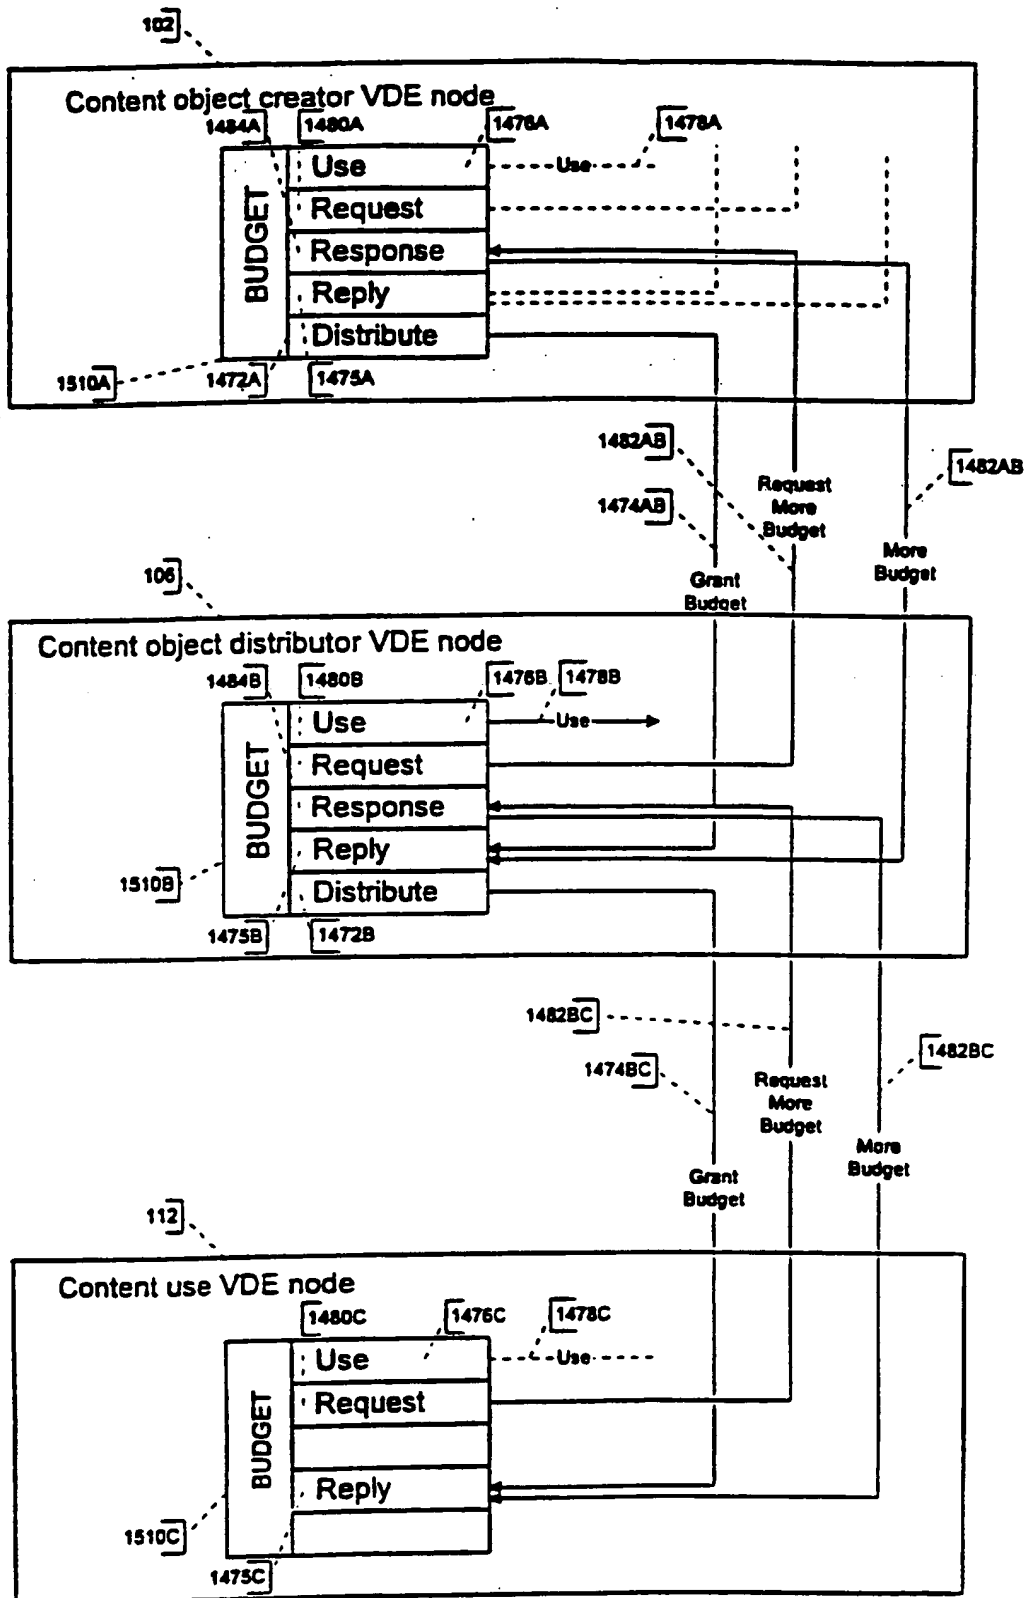 102
Content object creator VDE node
1484A
1480A
1476A
1478A
BUDGET
Use
Use
Request
Response
Reply
Distribute
1510A
1472A
1475A
1482AB
1482AB
1474AB
Request
More
Budget
More
Budget
Grant
Budget
106
Content object distributor VDE node
1484B
1480B
1476B
1478B
BUDGET
Use
Use
Request
Response
Reply
Distribute
1510B
1475B
1472B
1482BC
1482BC
1474BC
Request
More
Budget
More
Budget
Grant
Budget
112
Content use VDE node
1480C
1476C
1478C
BUDGET
Use
Use
Request
Reply
1510C
1475C